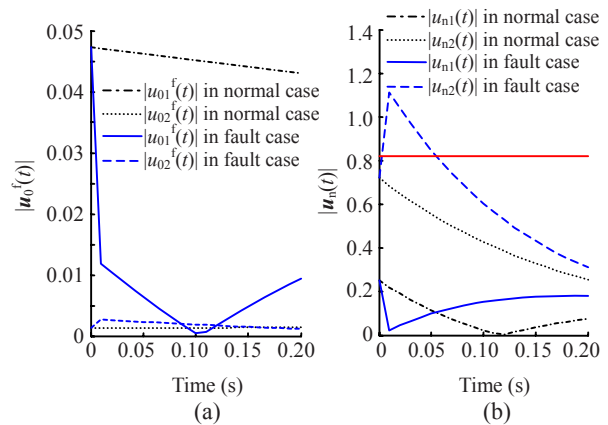 |u₀ᶠ(t)|
0.05
0.04
0.03
0.02
0.01
0
|u₀₁ᶠ(t)| in normal case
|u₀₂ᶠ(t)| in normal case
|u₀₁ᶠ(t)| in fault case
|u₀₂ᶠ(t)| in fault case
0 0.05 0.10 0.15 0.20
Time (s)
(a)
|uₙ(t)|
1.4
1.2
1.2
0.8
0.6
0.4
0.2
0
|uₙ₁(t)| in normal case
|uₙ₂(t)| in normal case
|uₙ₁(t)| in fault case
|uₙ₂(t)| in fault case
0 0.05 0.10 0.15 0.20
Time (s)
(b)